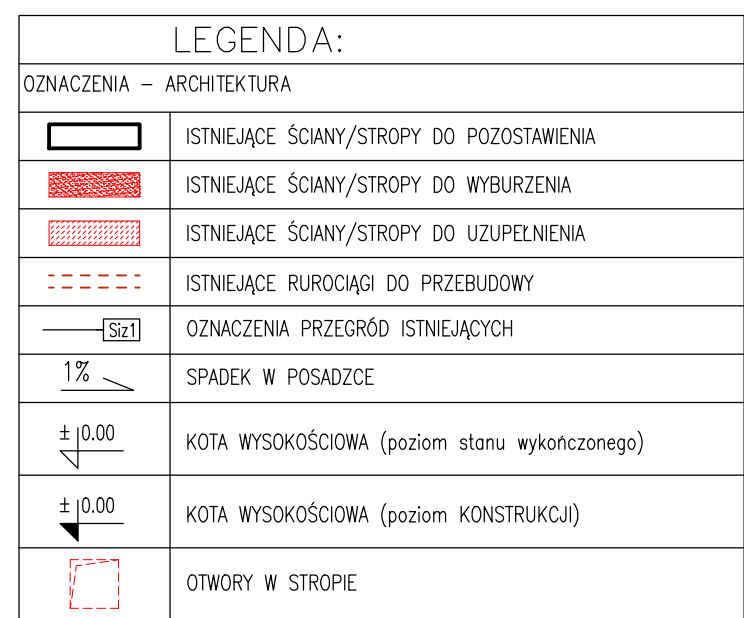 LEGENDA:
OZNACZENIA – ARCHITEKTURA
ISTNIEJĄCE ŚCIANY/STROPY DO POZOSTAWIENIA
ISTNIEJĄCE ŚCIANY/STROPY DO WYBURZENIA
ISTNIEJĄCE ŚCIANY/STROPY DO UZUPEŁNIENIA
ISTNIEJĄCE RUROCIĄGI DO PRZEBUDOWY
Siz1 OZNACZENIA PRZEGRÓD ISTNIEJĄCYCH
1% SPADEK W POSADZCE
± 0.00 KOTA WYSOKOŚCIOWA (poziom stanu wykończonego)
± 0.00 KOTA WYSOKOŚCIOWA (poziom KONSTRUKCJI)
OTWORY W STROPIE